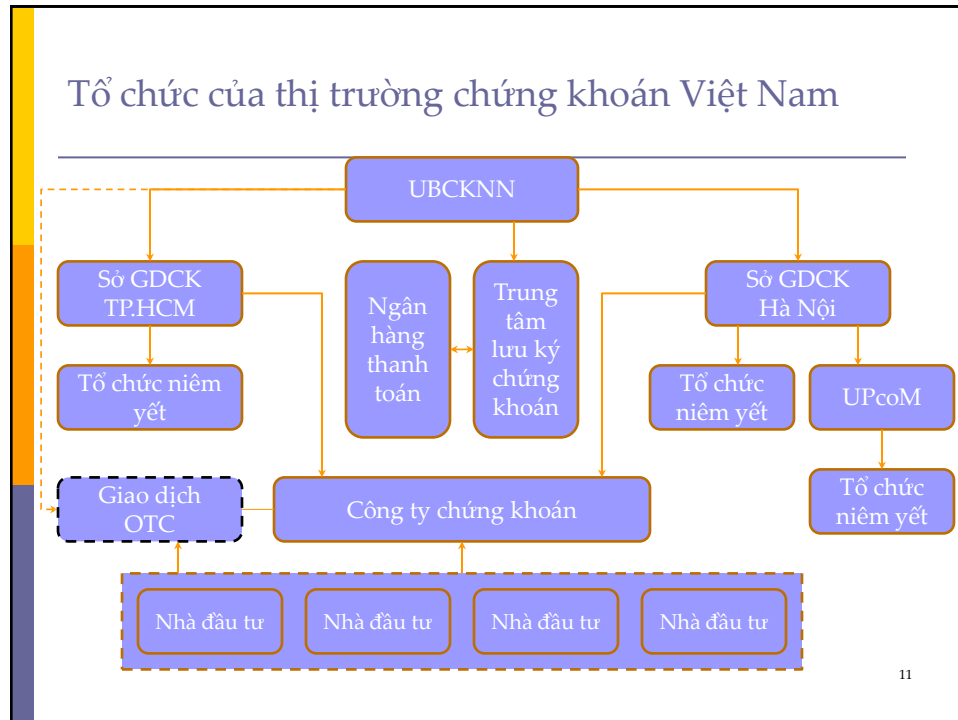 Tổ chức của thị trường chứng khoán Việt Nam
UBCKNN
Sở GDCK
TP.HCM
Ngân
hàng
thanh
toán
Trung
tâm
lưu ký
chứng
khoán
Sở GDCK
Hà Nội
Tổ chức niêm
yết
Tổ chức
niêm yết
UPcoM
Tổ chức
niêm yết
Giao dịch
OTC
Công ty chứng khoán
Nhà đầu tư
Nhà đầu tư
Nhà đầu tư
Nhà đầu tư
11